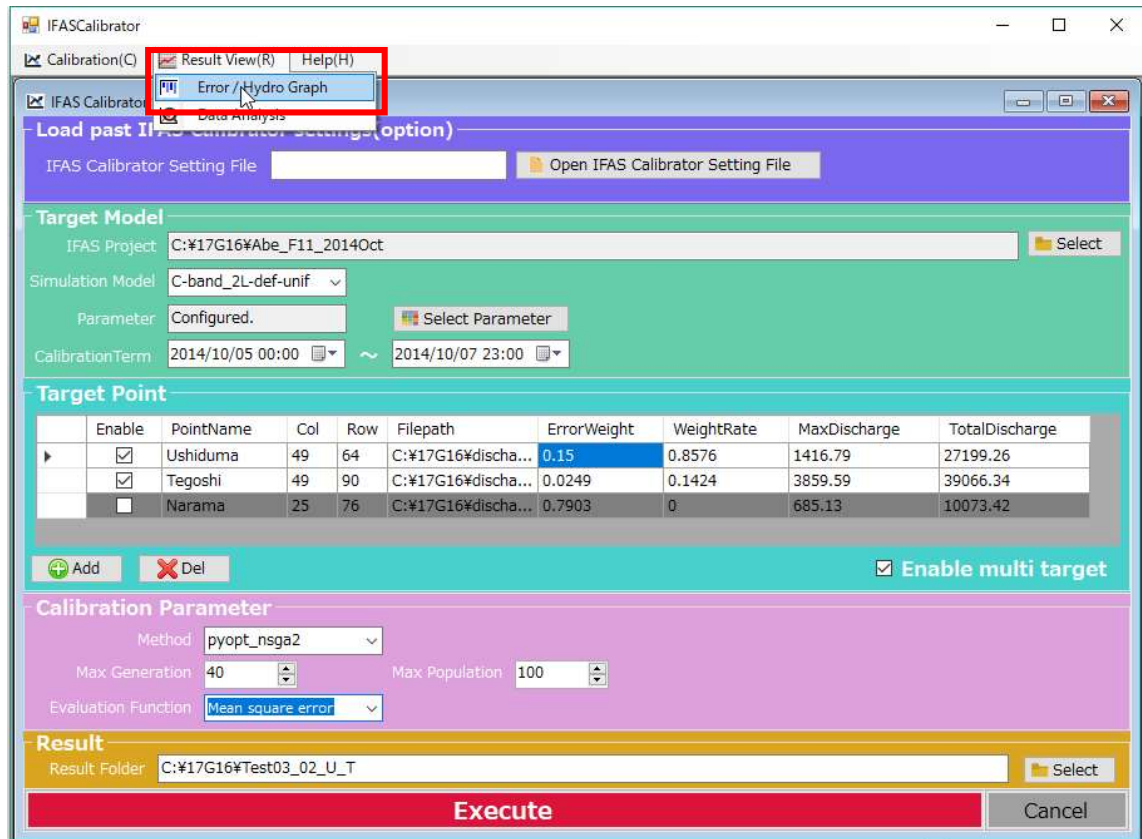 IFASCalibrator
Calibration(C) Result View(R) Help(H)
Error / Hydro Graph
IFAS Calibrator
Data Analysis
Load past IFAS Calibrator settings(option)
IFAS Calibrator Setting File Open IFAS Calibrator Setting File
Target Model
IFAS Project C:¥17G16¥Abe_F11_2014Oct Select
Simulation Model C-band_2L-def-unif
Parameter Configured. Select Parameter
CalibrationTerm 2014/10/05 00:00 ～ 2014/10/07 23:00
Target Point
Enable PointName Col Row Filepath ErrorWeight WeightRate MaxDischarge TotalDischarge
Ushiduma 49 64 C:¥17G16¥discha... 0.15 0.8576 1416.79 27199.26
Tegoshi 49 90 C:¥17G16¥discha... 0.0249 0.1424 3859.59 39066.34
Narama 25 76 C:¥17G16¥discha... 0.7903 0 685.13 10073.42
Add Del Enable multi target
Calibration Parameter
Method pyopt_nsga2
Max Generation 40 Max Population 100
Evaluation Function Mean square error
Result
Result Folder C:¥17G16¥Test03_02_U_T Select
Execute Cancel